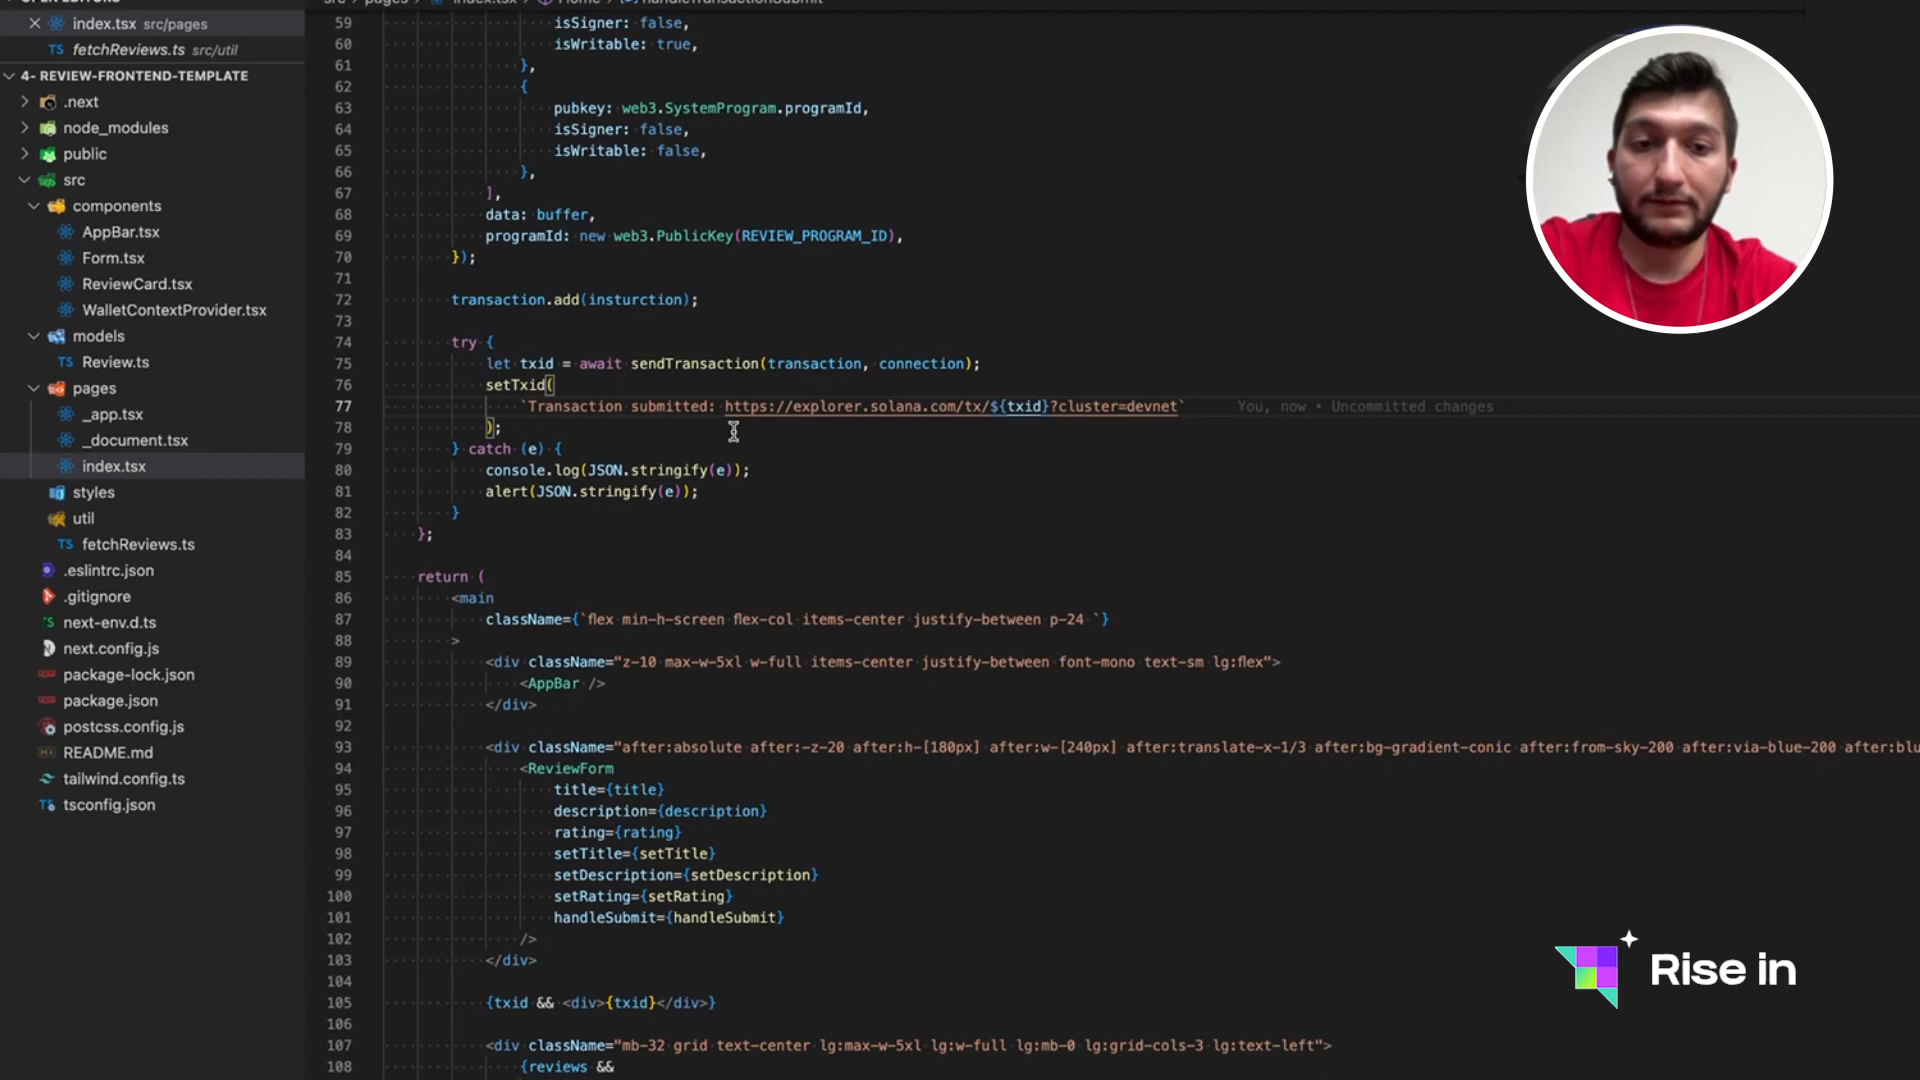 OPEN EDITORS
index.tsx src/pages
TS fetchReviews.ts src/util
4- REVIEW-FRONTEND-TEMPLATE
.next
node_modules
public
src
components
AppBar.tsx
Form.tsx
ReviewCard.tsx
WalletContextProvider.tsx
models
TS Review.ts
pages
_app.tsx
_document.tsx
index.tsx
styles
util
TS fetchReviews.ts
.eslintrc.json
.gitignore
next-env.d.ts
next.config.js
package-lock.json
package.json
postcss.config.js
README.md
tailwind.config.ts
tsconfig.json
src > pages > index.tsx > Home > handleTransactionSubmit
59 isSigner: false,
60 isWritable: true,
61 },
62 {
63 pubkey: web3.SystemProgram.programId,
64 isSigner: false,
65 isWritable: false,
66 },
67 ],
68 data: buffer,
69 programId: new web3.PublicKey(REVIEW_PROGRAM_ID),
70 });
71
72 transaction.add(insturction);
73
74 try {
75 let txid = await sendTransaction(transaction, connection);
76 setTxid(
77 `Transaction submitted: https://explorer.solana.com/tx/${txid}?cluster=devnet` You, now • Uncommitted changes
78 );
79 } catch (e) {
80 console.log(JSON.stringify(e));
81 alert(JSON.stringify(e));
82 }
83 };
84
85 return (
86 <main
87 className={`flex min-h-screen flex-col items-center justify-between p-24 `}
88 >
89 <div className="z-10 max-w-5xl w-full items-center justify-between font-mono text-sm lg:flex">
90 <AppBar />
91 </div>
92
93 <div className="after:absolute after:-z-20 after:h-[180px] after:w-[240px] after:translate-x-1/3 after:bg-gradient-conic after:from-sky-200 after:via-blue-200 after:blu
94 <ReviewForm
95 title={title}
96 description={description}
97 rating={rating}
98 setTitle={setTitle}
99 setDescription={setDescription}
100 setRating={setRating}
101 handleSubmit={handleSubmit}
102 />
103 </div>
104
105 {txid && <div>{txid}</div>}
106
107 <div className="mb-32 grid text-center lg:max-w-5xl lg:w-full lg:mb-0 lg:grid-cols-3 lg:text-left">
108 {reviews &&
Rise in